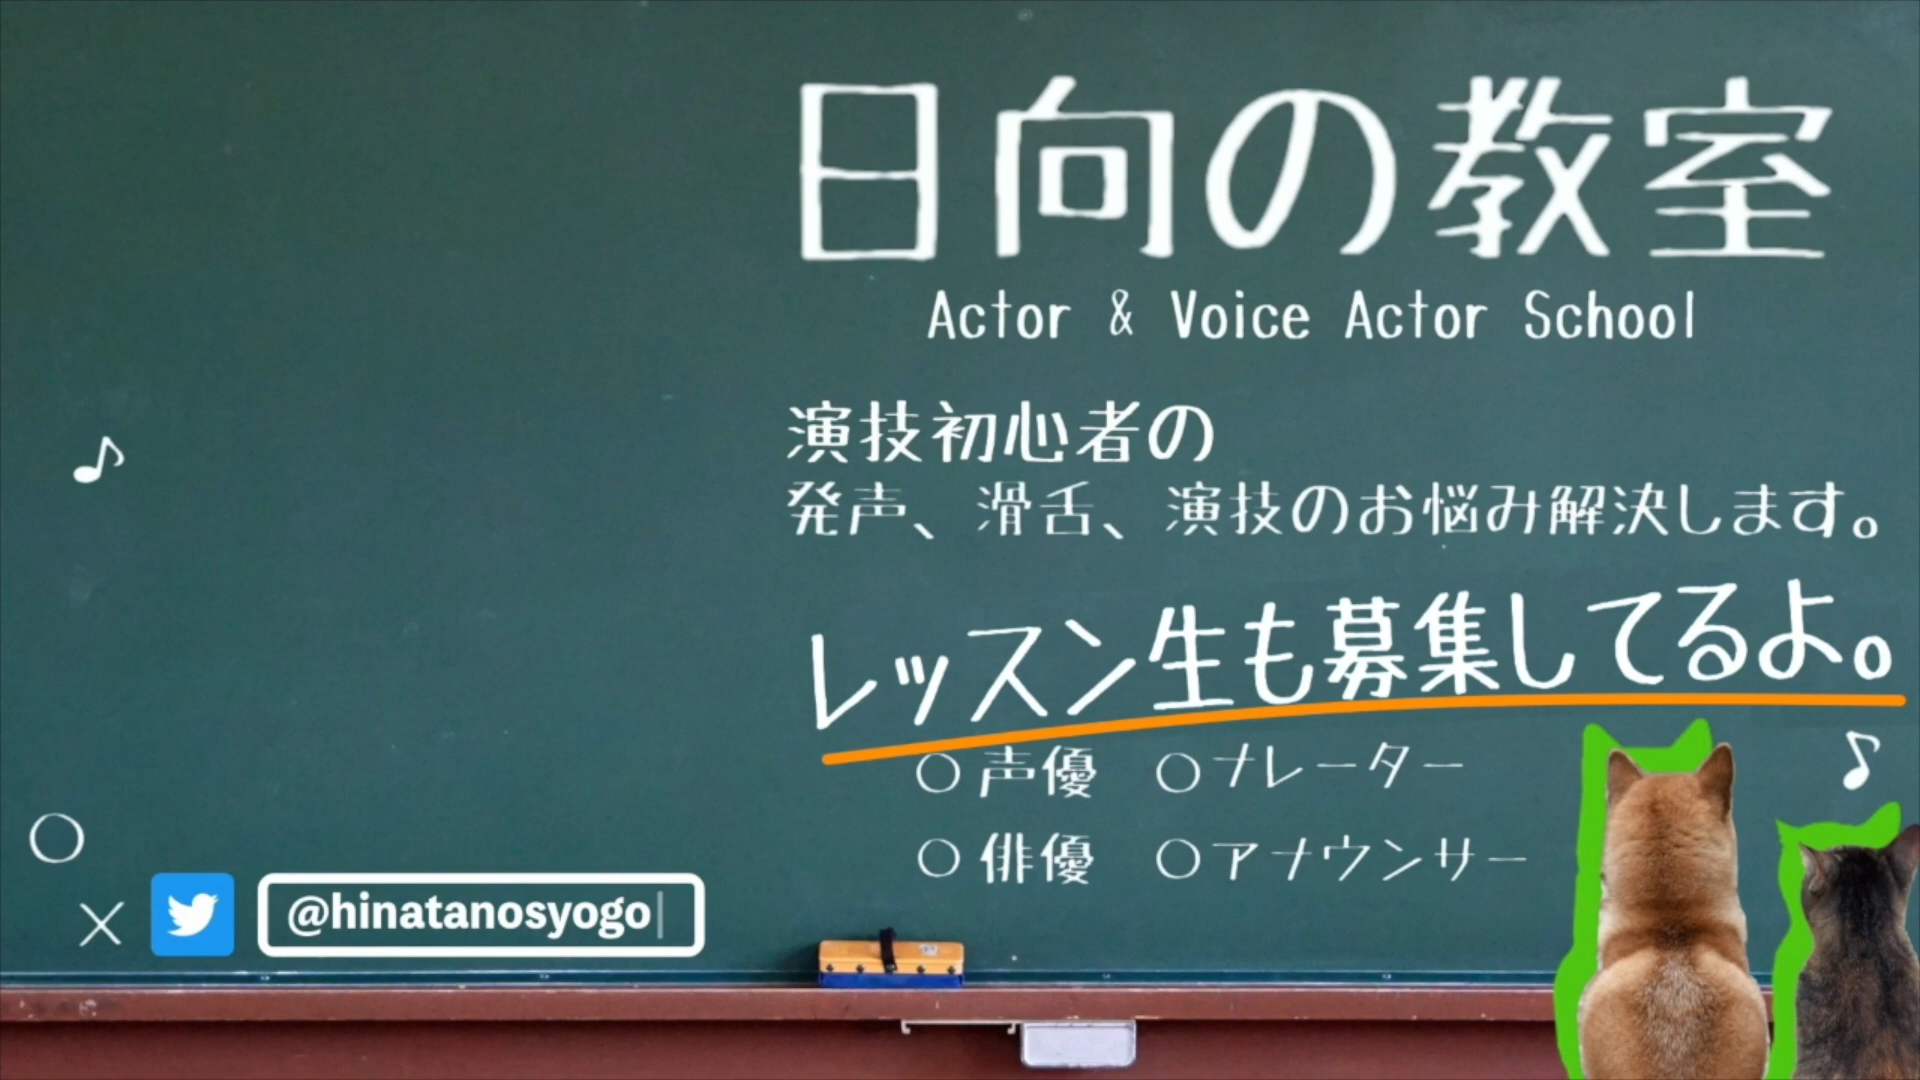 日向の教室
Actor & Voice Actor School
演技初心者の
発声、滑舌、演技のお悩み解決します。
レッスン生も募集してるよ。
○声優 ○ナレーター
○俳優 ○アナウンサー
@hinatanosyogo